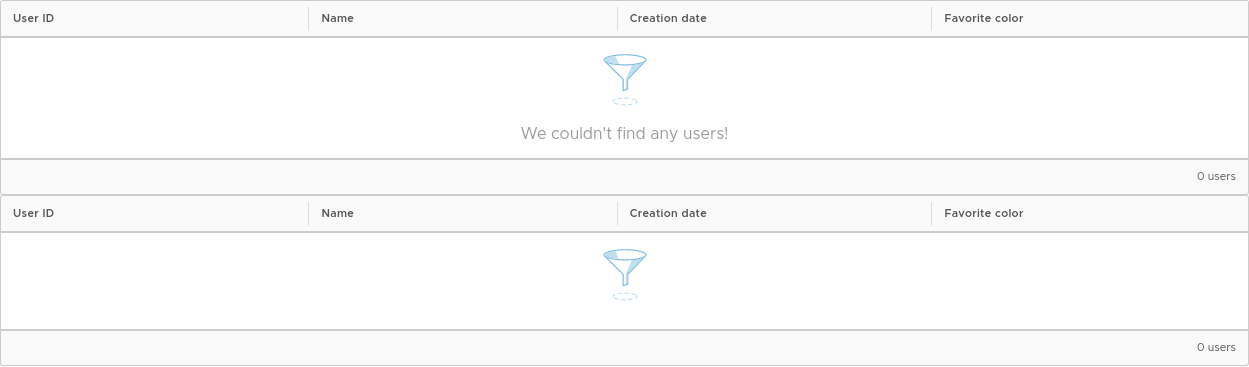 User ID Name Creation date Favorite color
We couldn't find any users!
0 users
User ID Name Creation date Favorite color
0 users